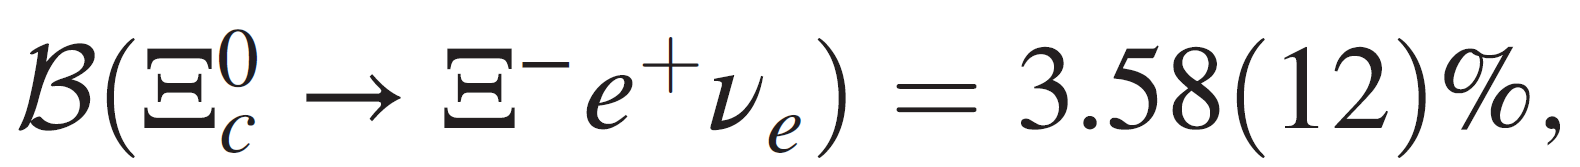 ℬ(Ξ_c^0 → Ξ^- e^+ ν_e) = 3.58(12)%,